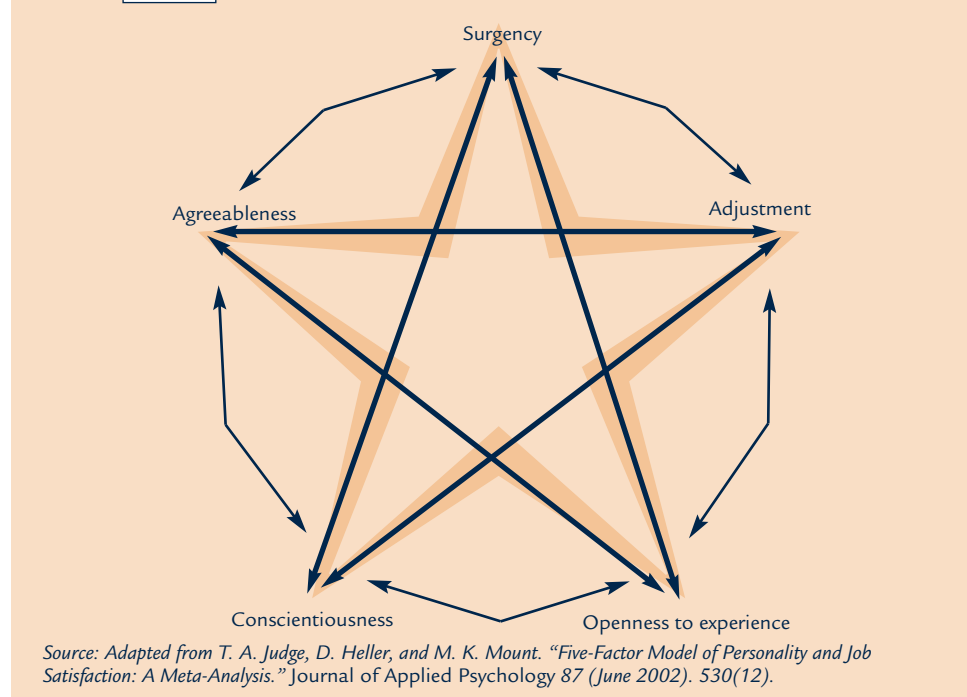 Surgency
Agreeableness
Adjustment
Conscientiousness
Openness to experience
Source: Adapted from T. A. Judge, D. Heller, and M. K. Mount. “Five-Factor Model of Personality and Job
Satisfaction: A Meta-Analysis.” Journal of Applied Psychology 87 (June 2002). 530(12).